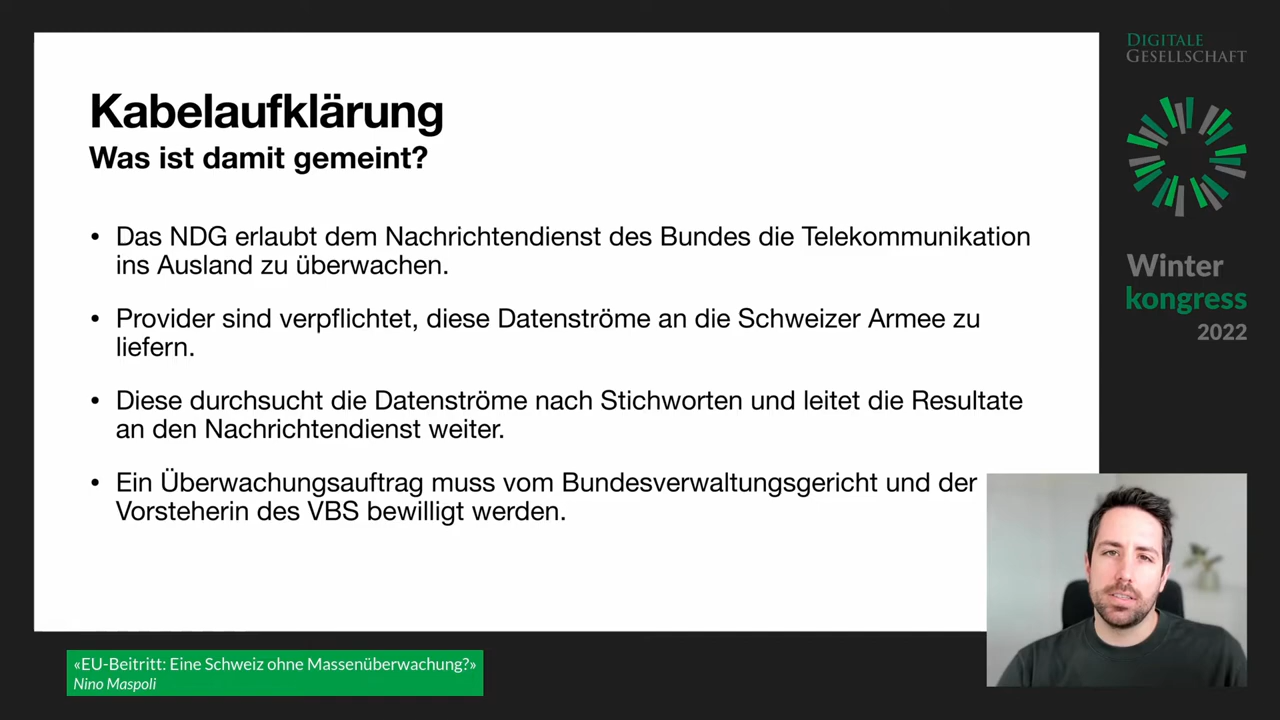 Kabelaufklärung
Was ist damit gemeint?
• Das NDG erlaubt dem Nachrichtendienst des Bundes die Telekommunikation
ins Ausland zu überwachen.
• Provider sind verpflichtet, diese Datenströme an die Schweizer Armee zu
liefern.
• Diese durchsucht die Datenströme nach Stichworten und leitet die Resultate
an den Nachrichtendienst weiter.
• Ein Überwachungsauftrag muss vom Bundesverwaltungsgericht und der
Vorsteherin des VBS bewilligt werden.
DIGITALE
GESELLSCHAFT
Winter
kongress
2022
«EU-Beitritt: Eine Schweiz ohne Massenüberwachung?»
Nino Maspoli